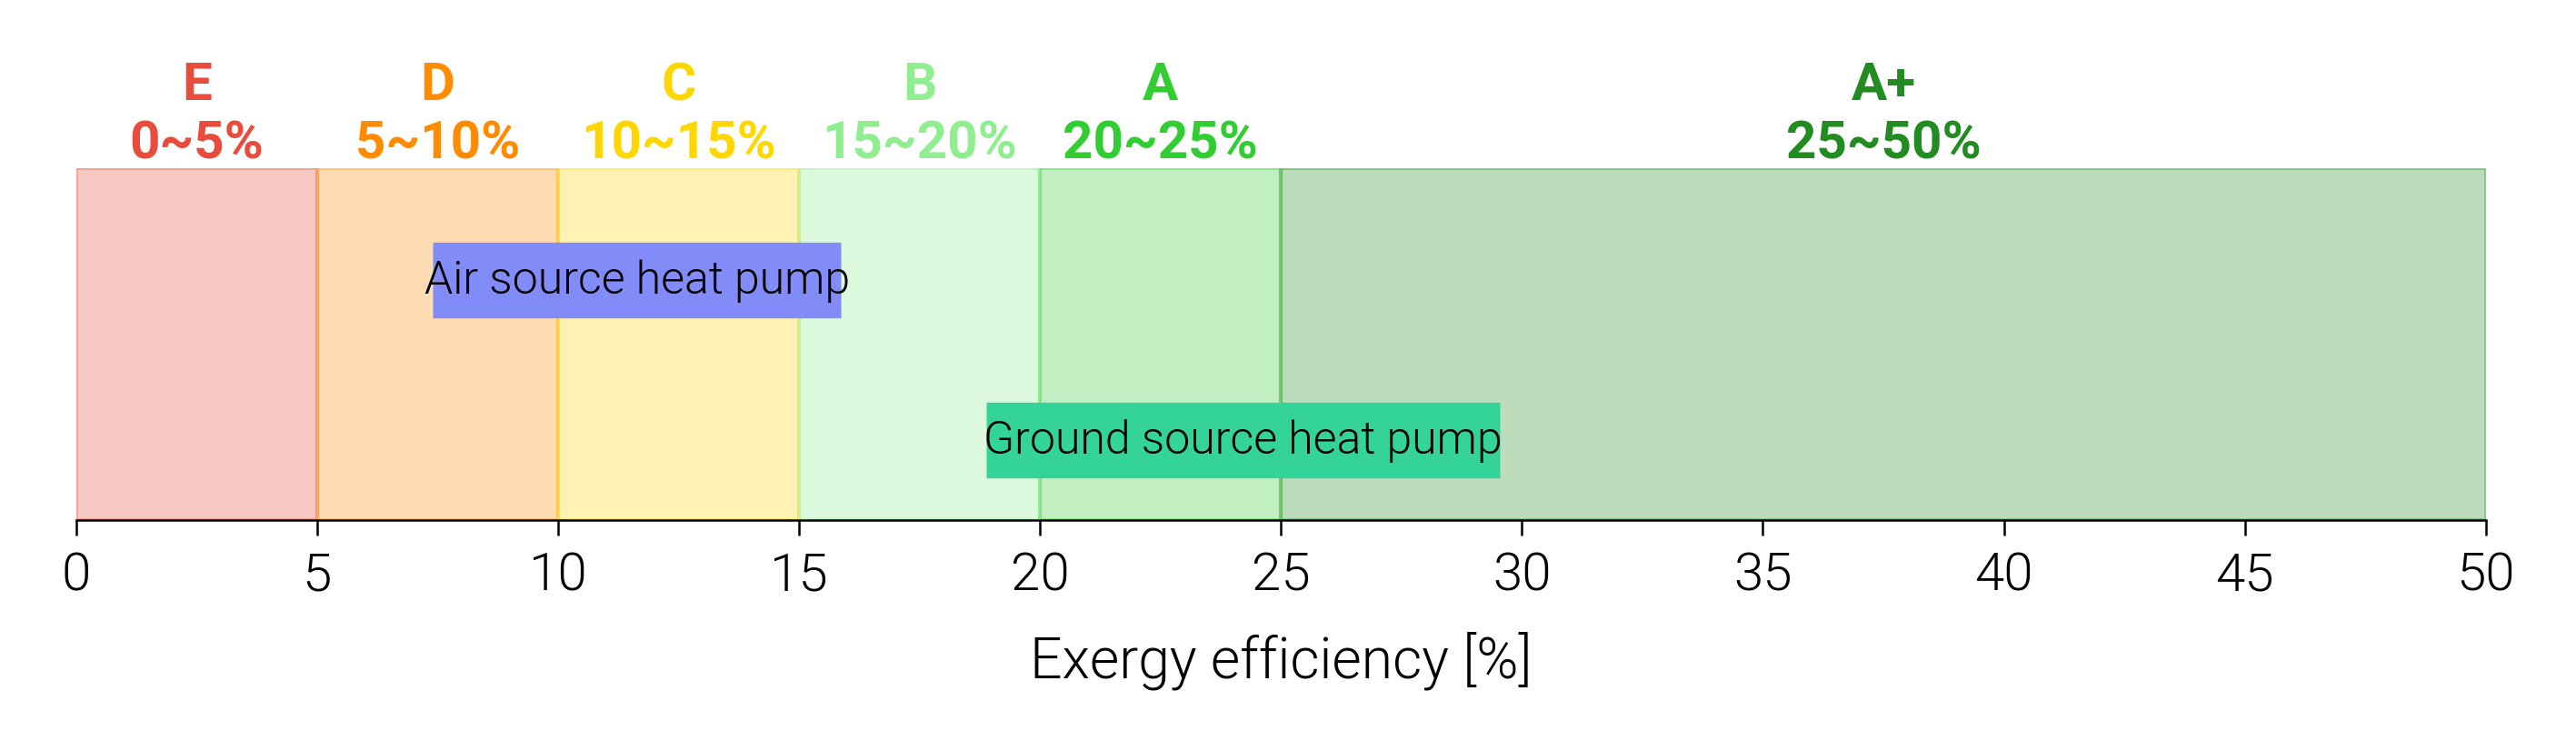 E
0~5%
D
5~10%
C
10~15%
B
15~20%
A
20~25%
A+
25~50%
Air source heat pump
Ground source heat pump
0 5 10 15 20 25 30 35 40 45 50
Exergy efficiency [%]